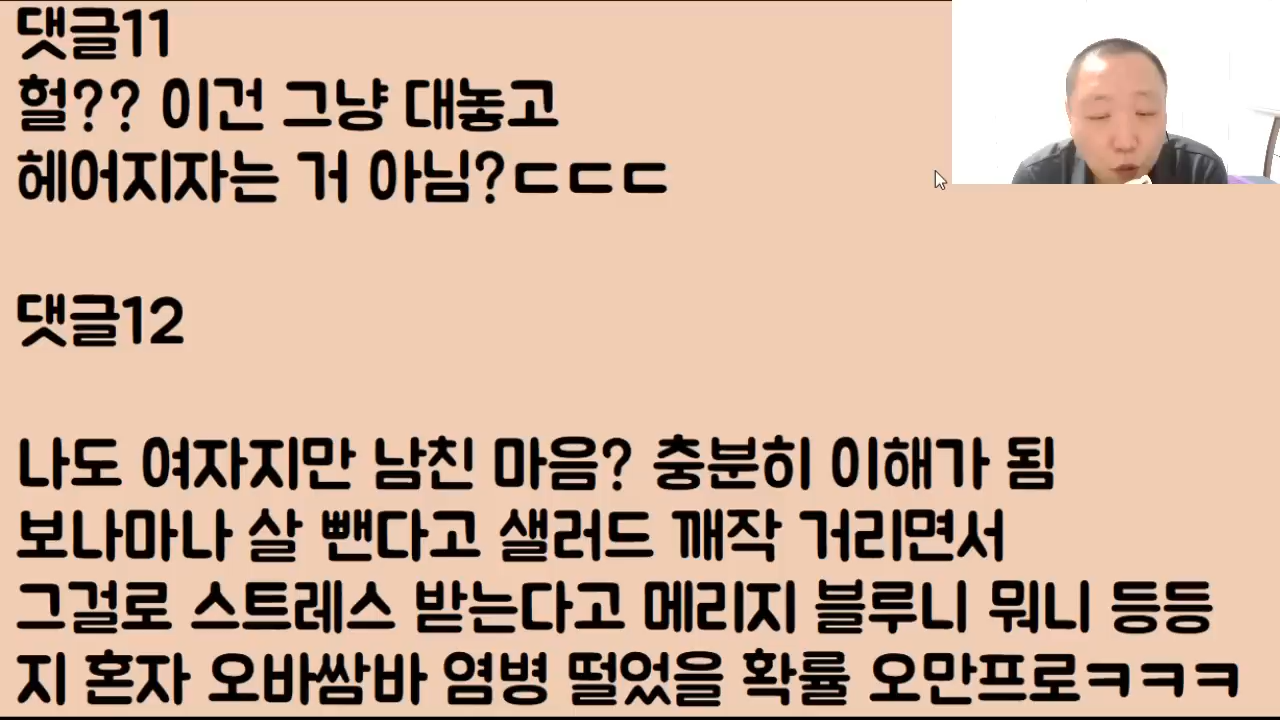 댓글11
헐?? 이건 그냥 대놓고
헤어지자는 거 아님?ㄷㄷㄷ
댓글12
나도 여자지만 남친 마음? 충분히 이해가 됨
보나마나 살 뺀다고 샐러드 깨작 거리면서
그걸로 스트레스 받는다고 메리지 블루니 뭐니 등등
지 혼자 오바쌈바 염병 떨었을 확률 오만프로ㅋㅋㅋ